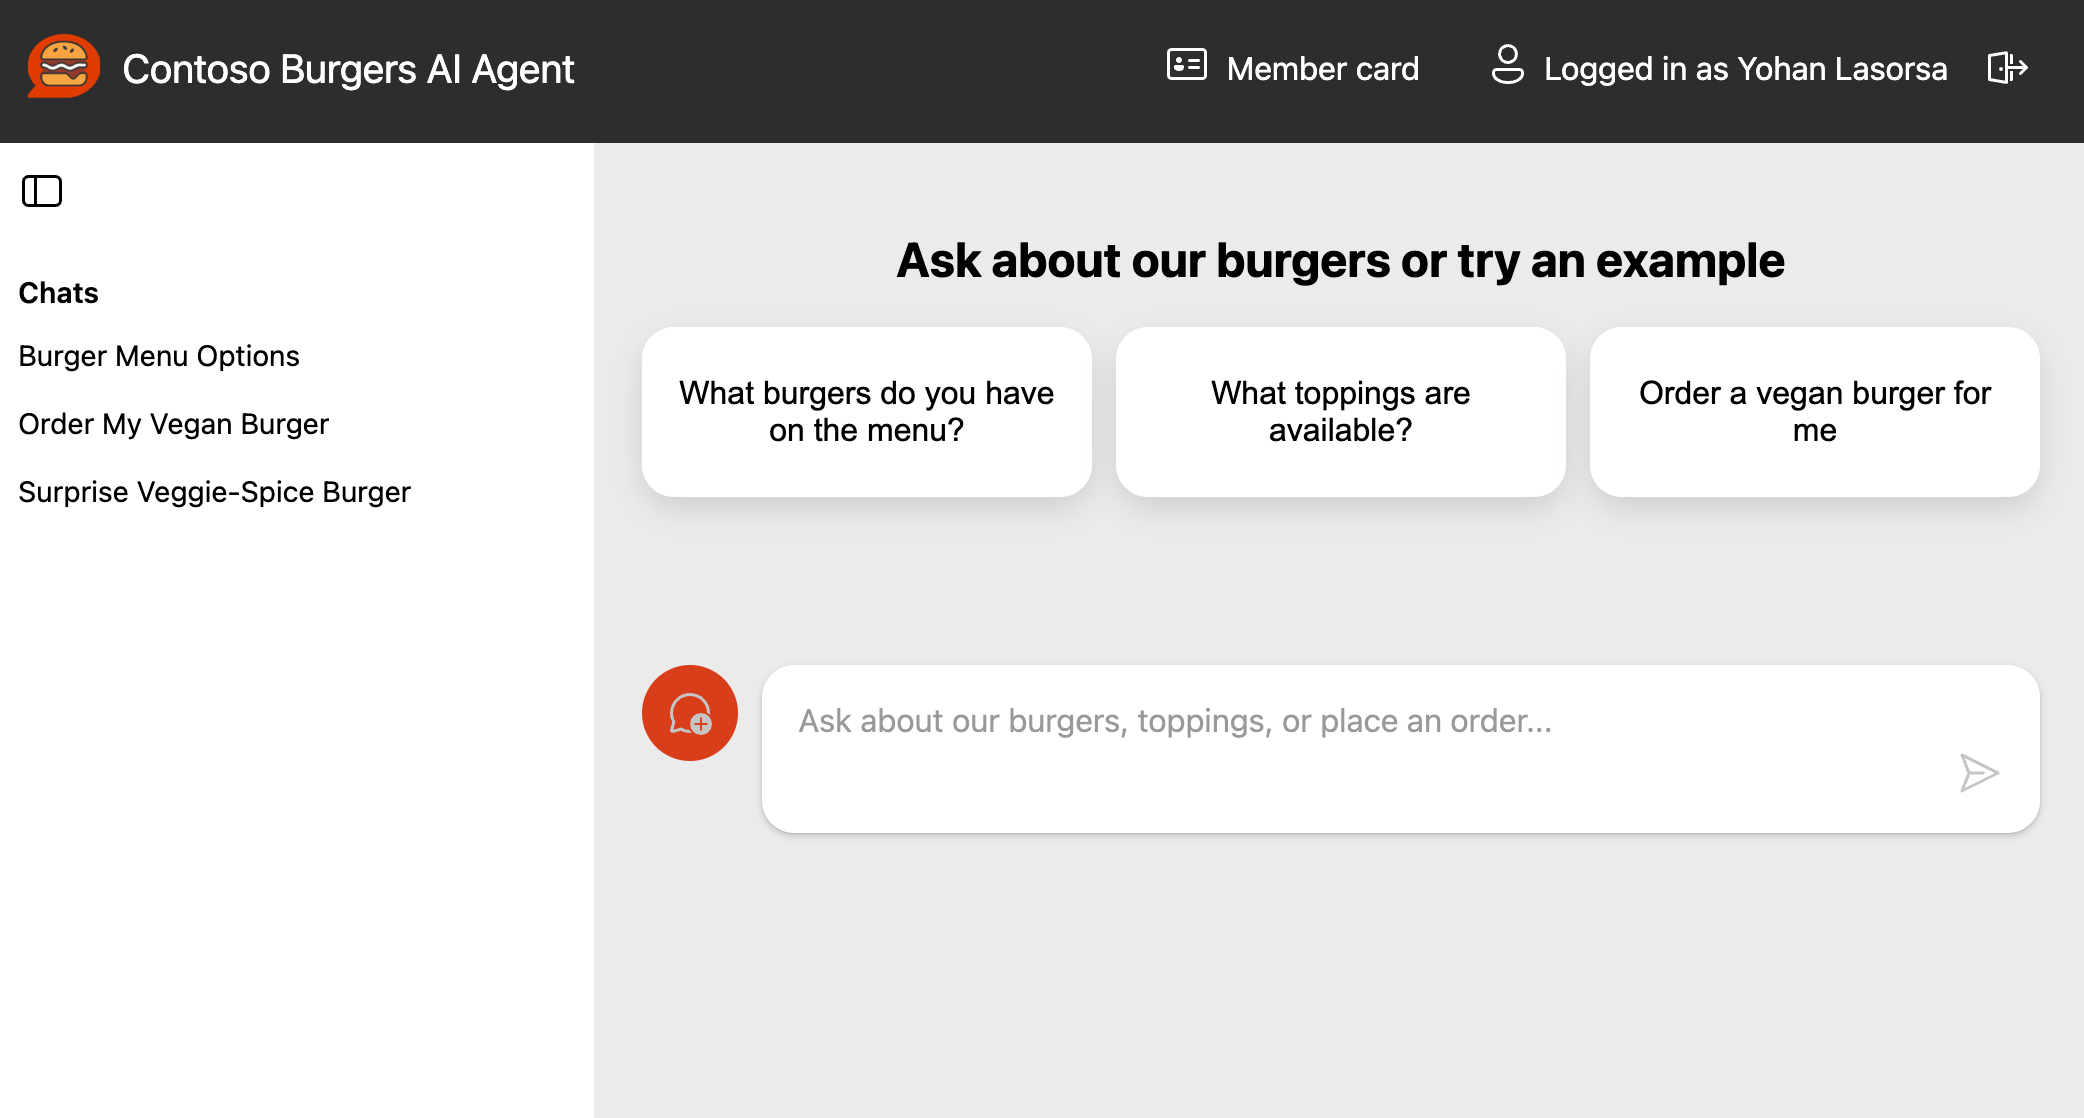 Contoso Burgers AI Agent
Member card
Logged in as Yohan Lasorsa
Chats
Burger Menu Options
Order My Vegan Burger
Surprise Veggie-Spice Burger
Ask about our burgers or try an example
What burgers do you have
on the menu?
What toppings are
available?
Order a vegan burger for
me
Ask about our burgers, toppings, or place an order...